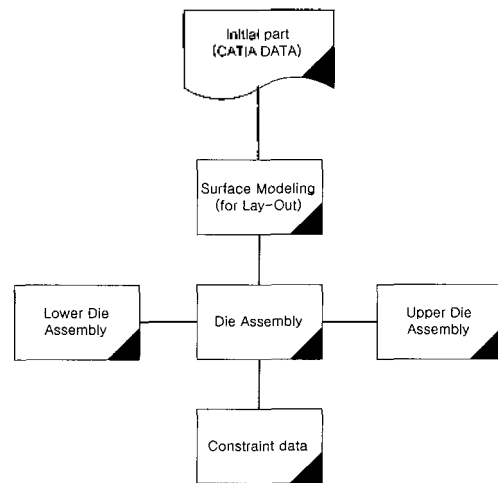 Initial part
(CATIA DATA)
Surface Modeling
(for Lay-Out)
Lower Die
Assembly
Die Assembly
Upper Die
Assembly
Constraint data